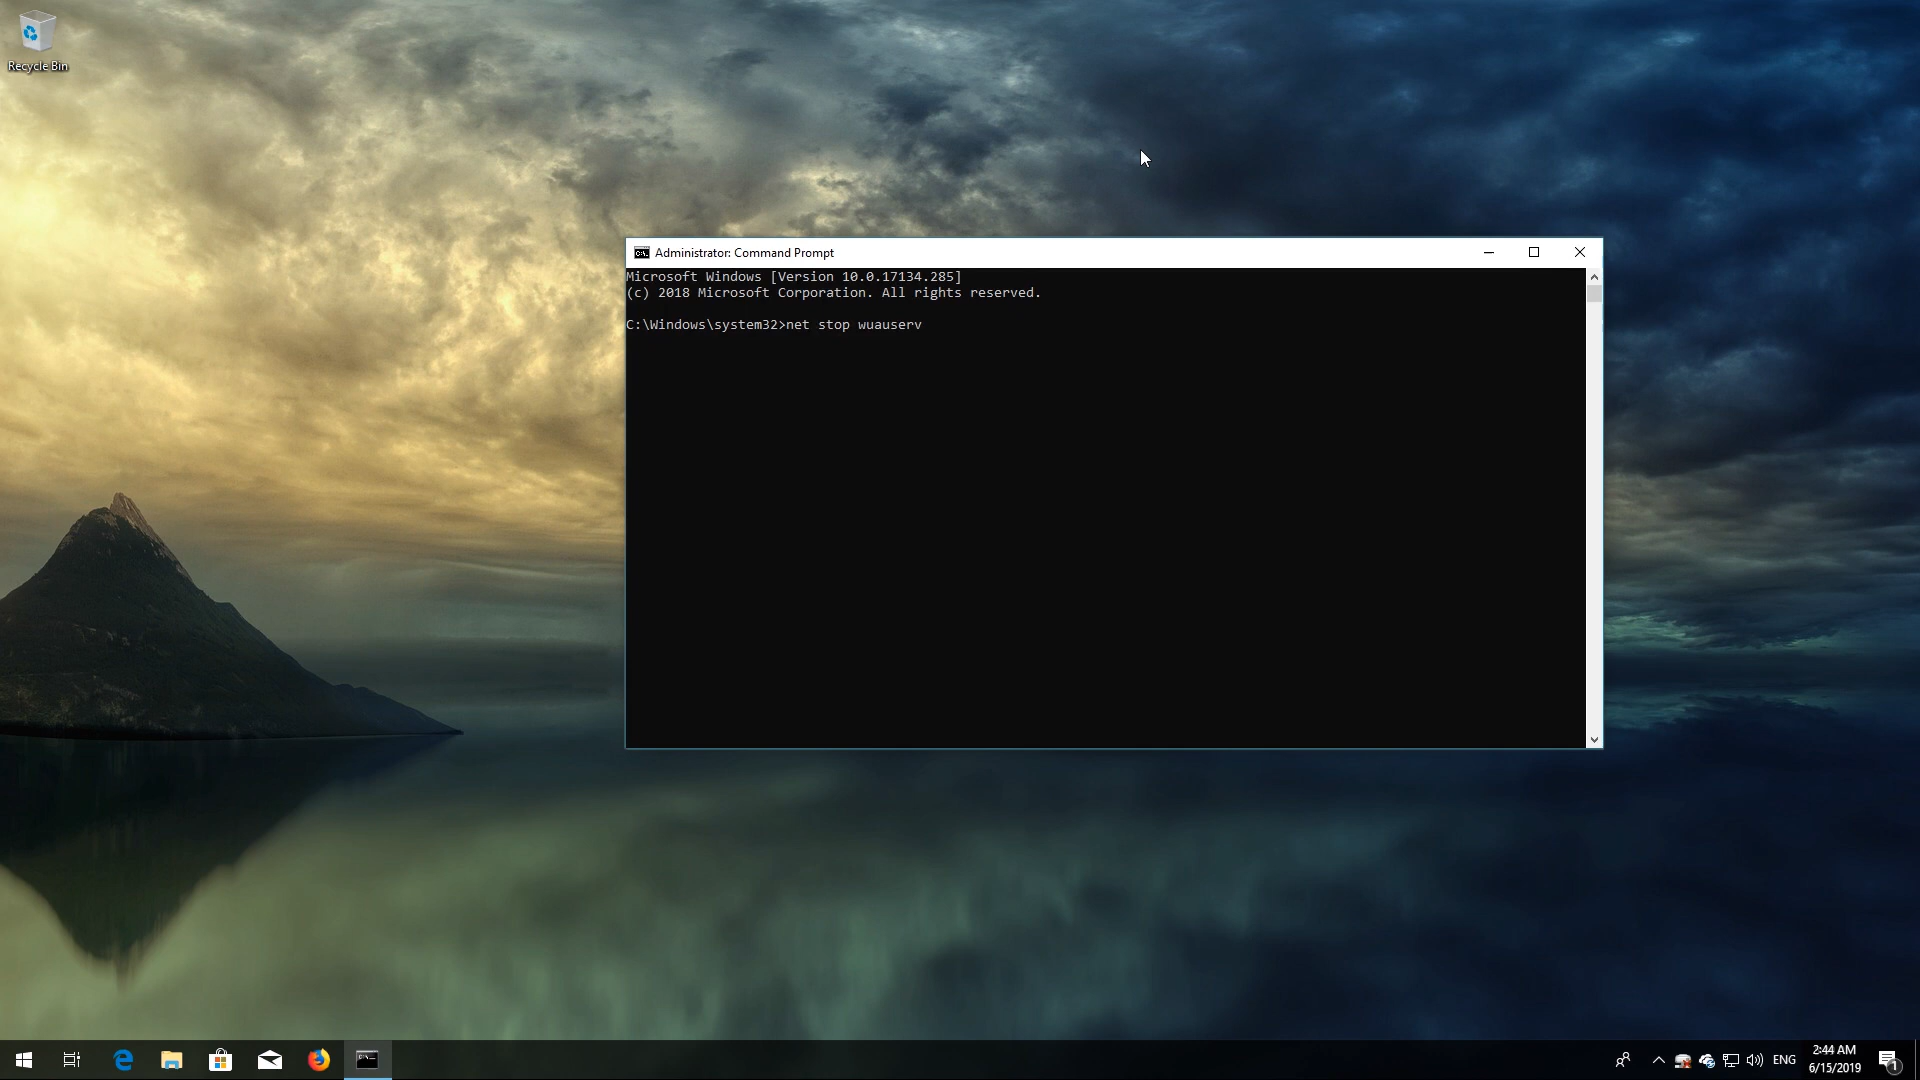 Recycle Bin
Administrator: Command Prompt
Microsoft Windows [Version 10.0.17134.285]
(c) 2018 Microsoft Corporation. All rights reserved.
C:\Windows\system32>net stop wuauserv
ENG
2:44 AM
6/15/2019
1